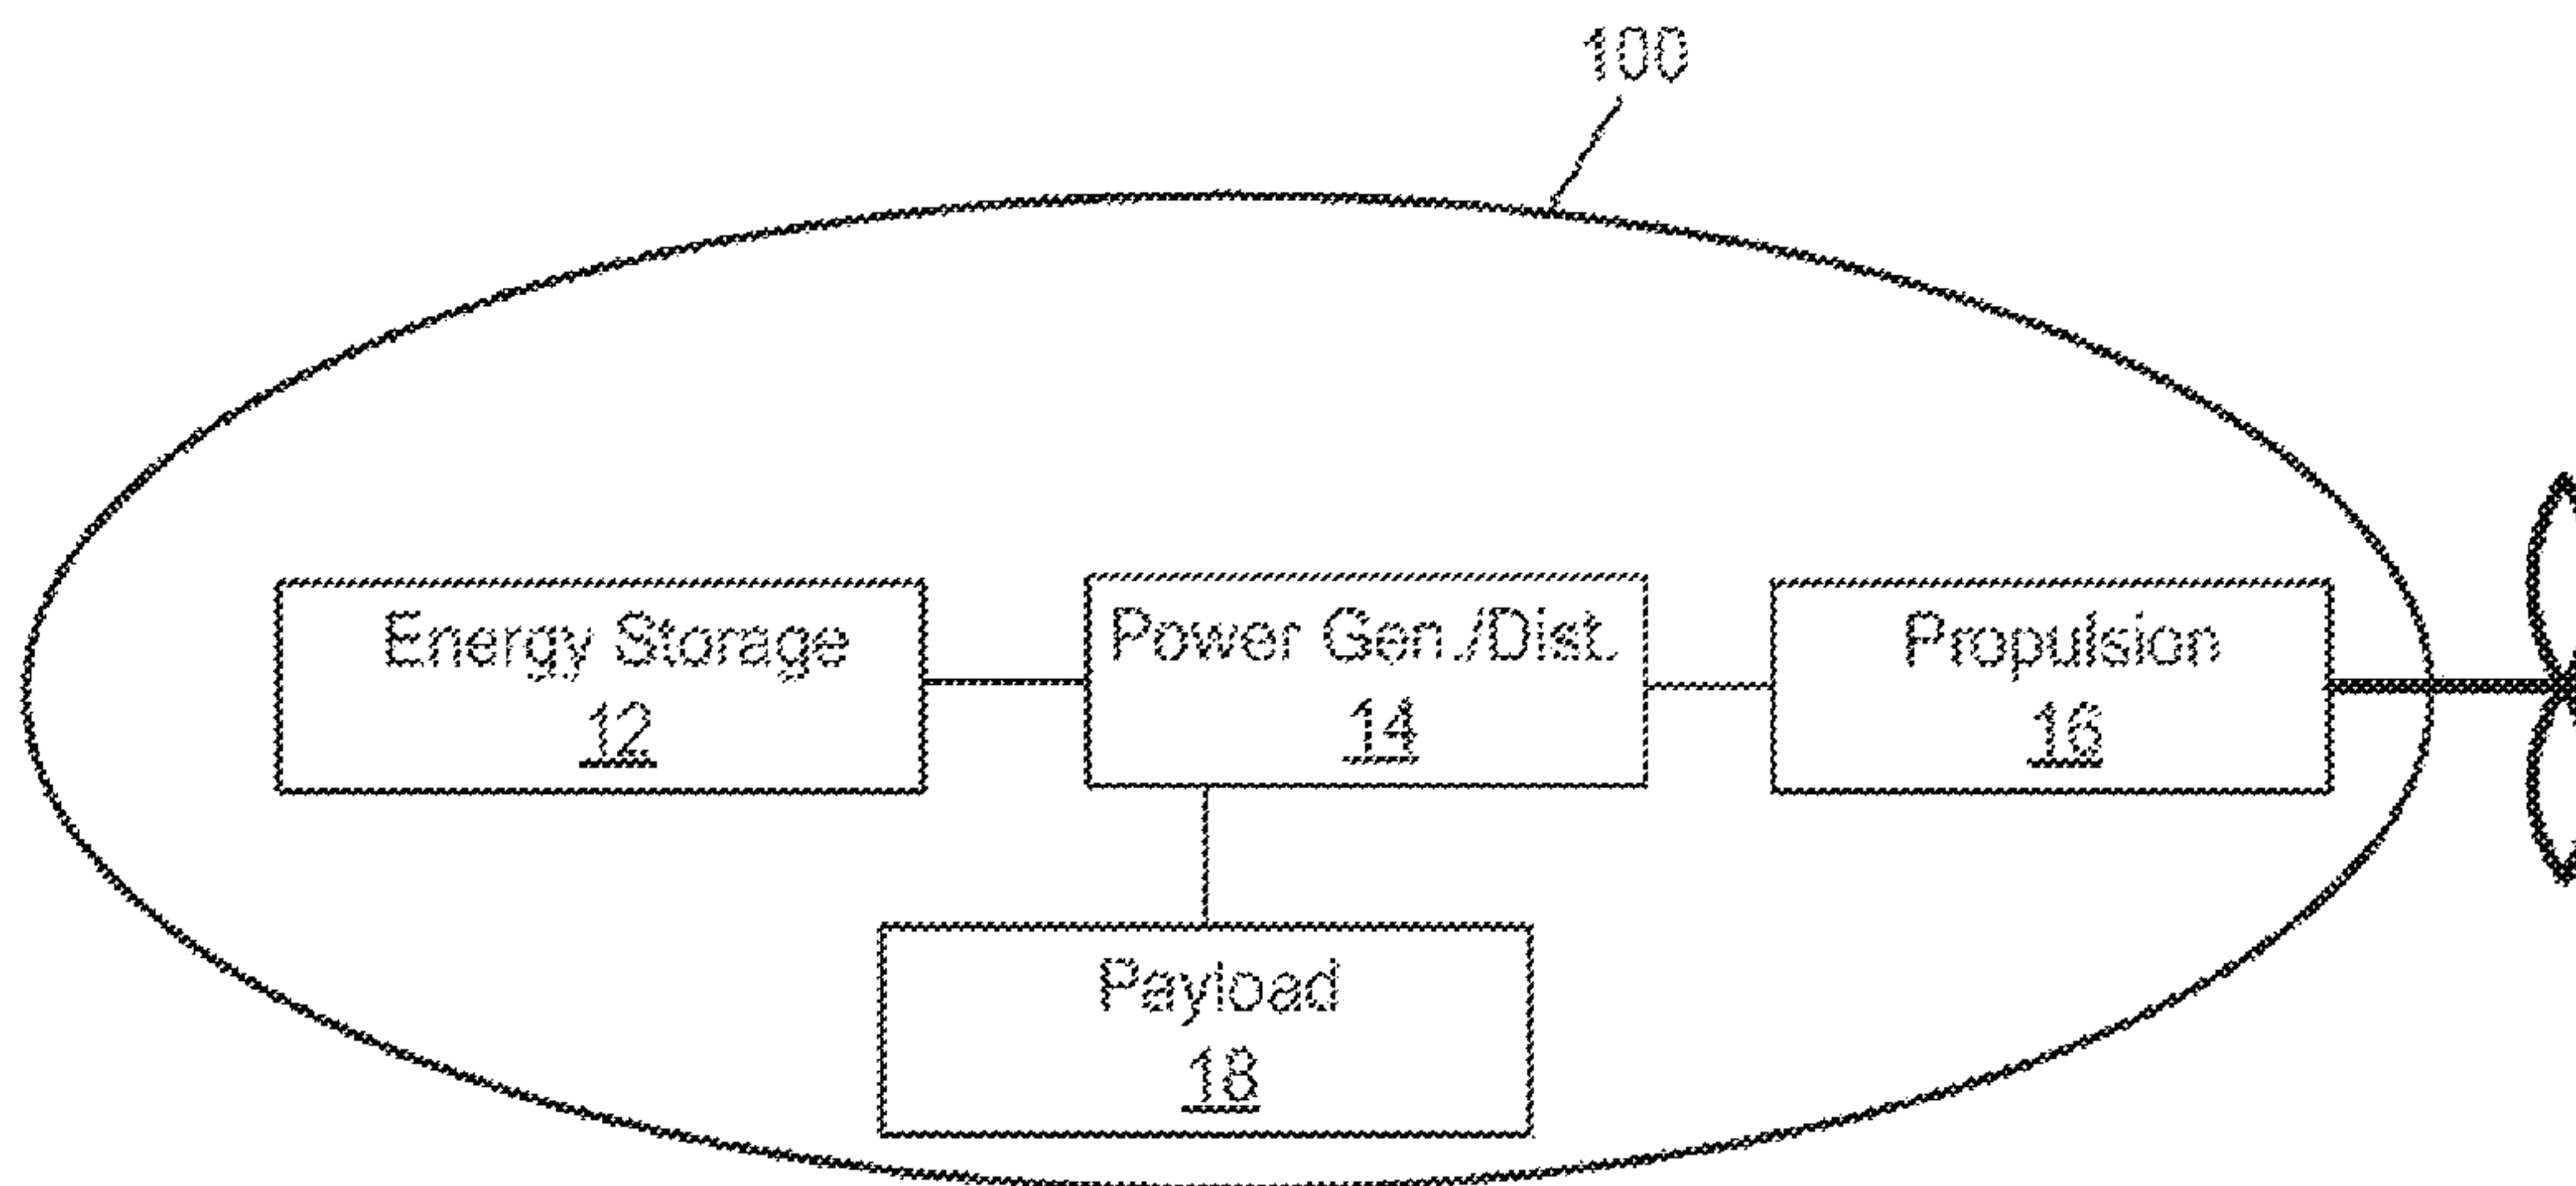 100
Energy Storage
12
Power Gen./Dist.
14
Propulsion
16
Payload
18